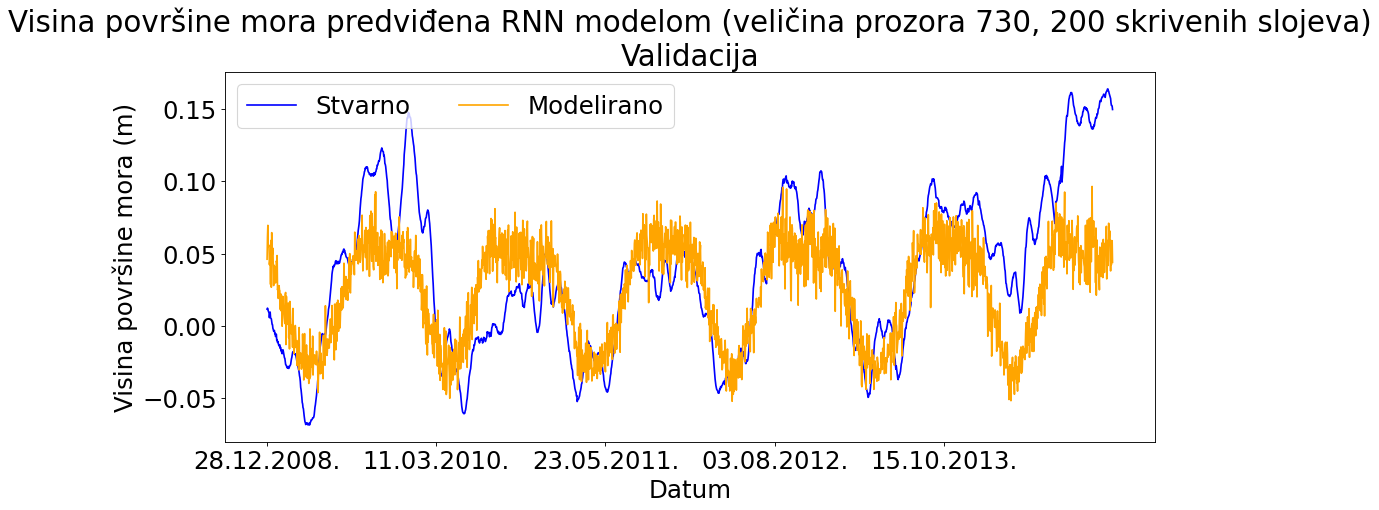 Visina površine mora predviđena RNN modelom (veličina prozora 730, 200 skrivenih slojeva)
Validacija
Stvarno Modelirano
Visina površine mora (m)
0.15
0.10
0.05
0.00
−0.05
28.12.2008. 11.03.2010. 23.05.2011. 03.08.2012. 15.10.2013.
Datum